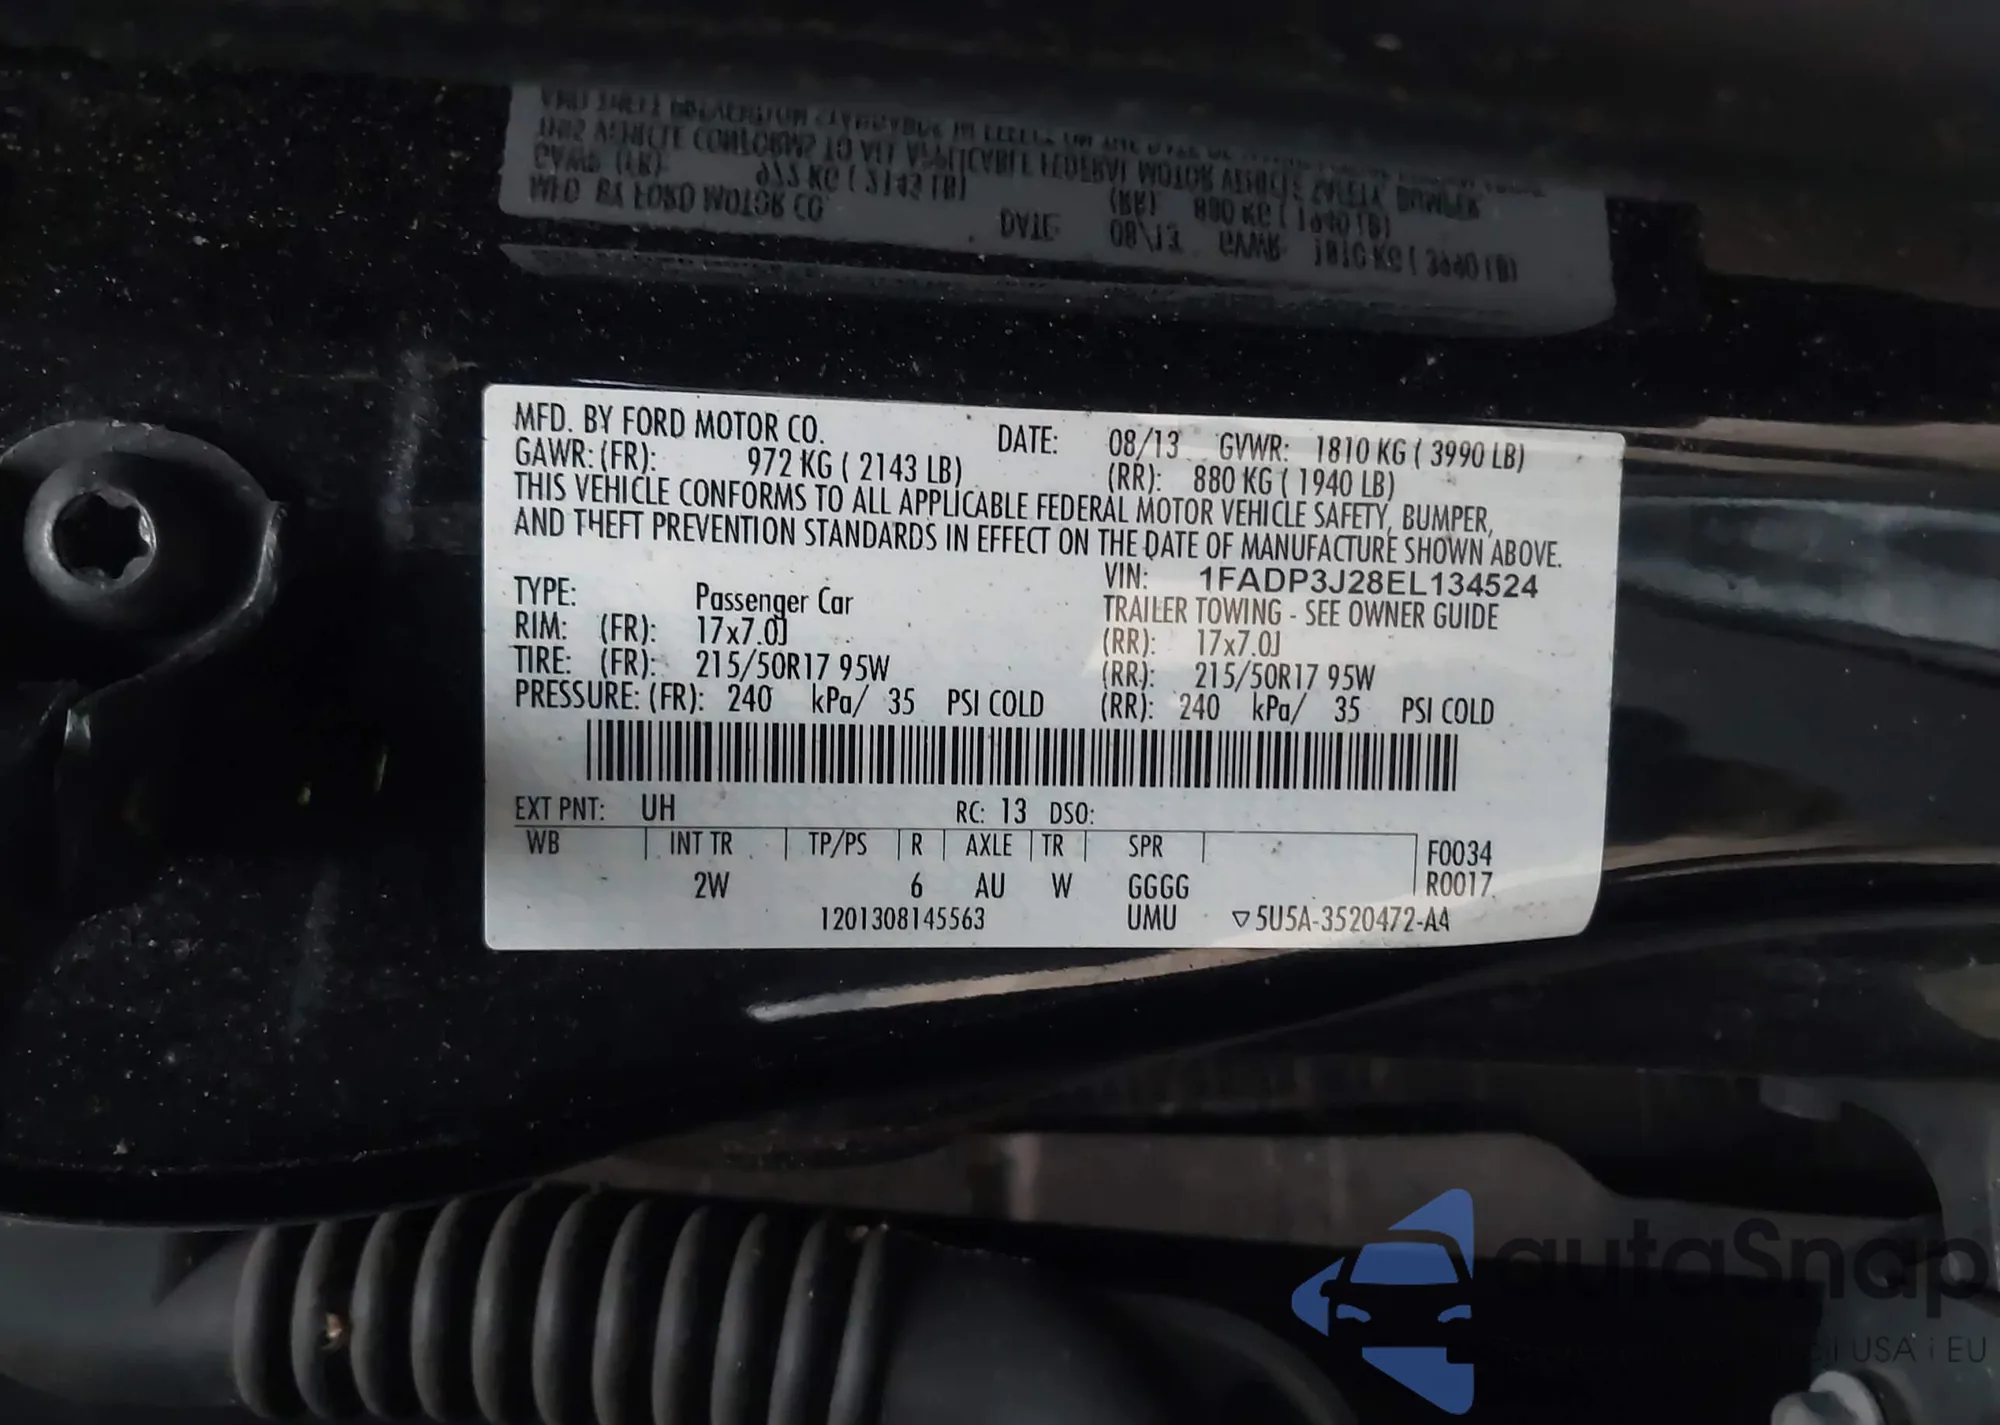 MFD. BY FORD MOTOR CO. DATE: 08/13 GVWR: 1810 KG ( 3990 LB)
GAWR: (FR): 972 KG ( 2143 LB) (RR): 880 KG ( 1940 LB)
THIS VEHICLE CONFORMS TO ALL APPLICABLE FEDERAL MOTOR VEHICLE SAFETY, BUMPER,
AND THEFT PREVENTION STANDARDS IN EFFECT ON THE DATE OF MANUFACTURE SHOWN ABOVE.
VIN: 1FADP3J28EL134524
TYPE: Passenger Car TRAILER TOWING - SEE OWNER GUIDE
RIM: (FR): 17x7.0J (RR): 17x7.0J
TIRE: (FR): 215/50R17 95W (RR): 215/50R17 95W
PRESSURE: (FR): 240 kPa/ 35 PSI COLD (RR): 240 kPa/ 35 PSI COLD
EXT PNT: UH RC: 13 DSO:
WB INT TR TP/PS R AXLE TR SPR F0034
2W 6 AU W GGGG R0017
1201308145563 UMU ▽5U5A-3520472-AA
autoSnap
i USA i EU